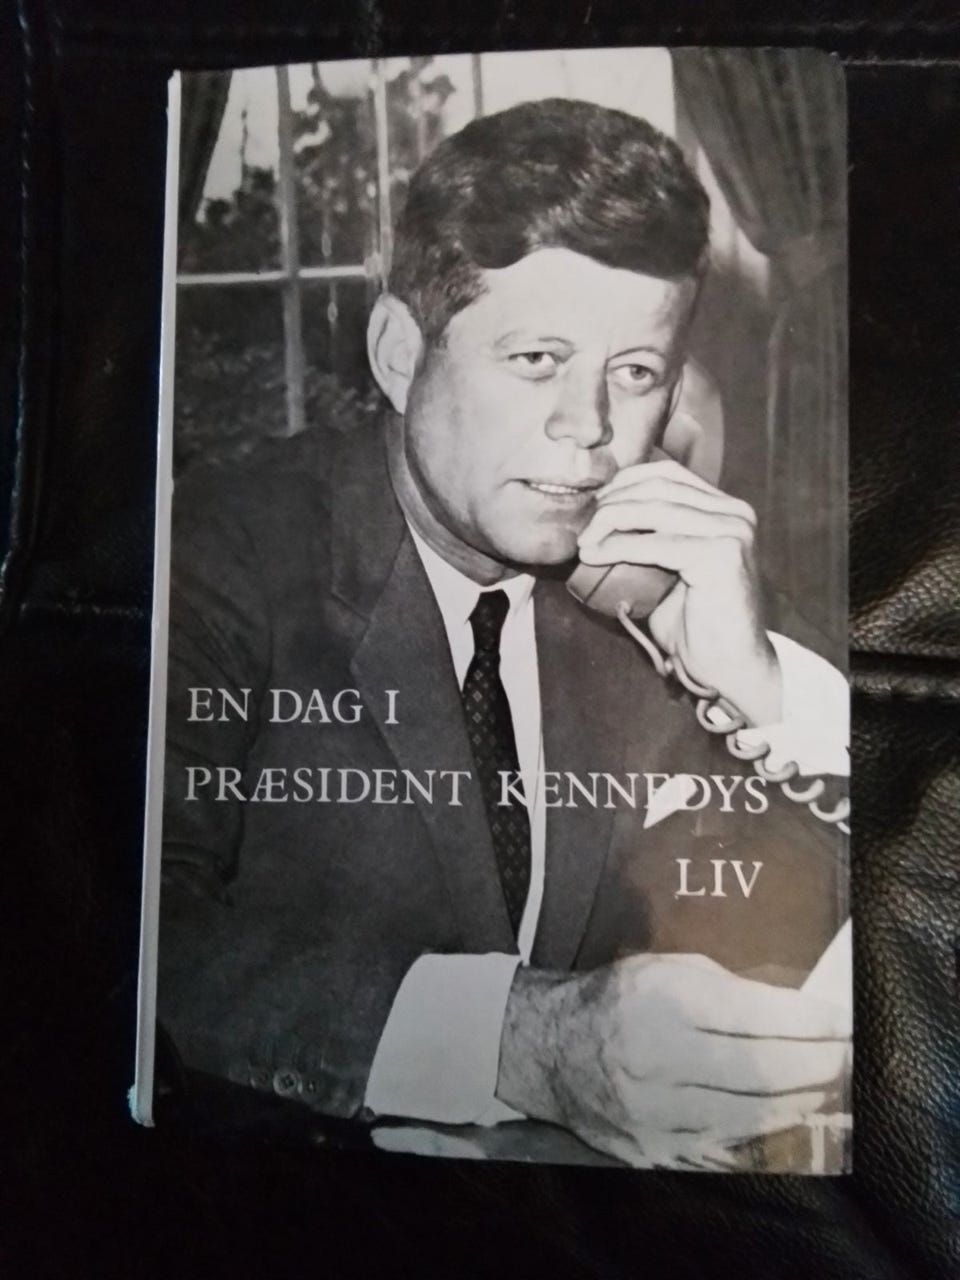 EN DAG I
PRÆSIDENT KENNEDYS
LIV